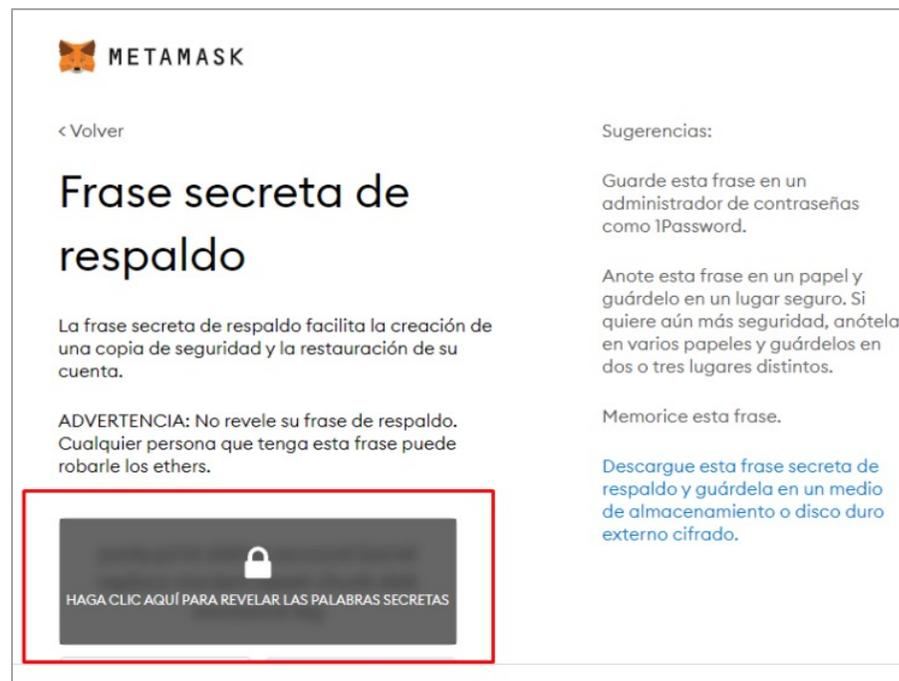 METAMASK
< Volver
Frase secreta de
respaldo
La frase secreta de respaldo facilita la creación de
una copia de seguridad y la restauración de su
cuenta.
ADVERTENCIA: No revele su frase de respaldo.
Cualquier persona que tenga esta frase puede
robarle los ethers.
HAGA CLIC AQUÍ PARA REVELAR LAS PALABRAS SECRETAS
Sugerencias:
Guarde esta frase en un
administrador de contraseñas
como 1Password.
Anote esta frase en un papel y
guárdelo en un lugar seguro. Si
quiere aún más seguridad, anótela
en varios papeles y guárdelos en
dos o tres lugares distintos.
Memorice esta frase.
Descargue esta frase secreta de
respaldo y guárdela en un medio
de almacenamiento o disco duro
externo cifrado.